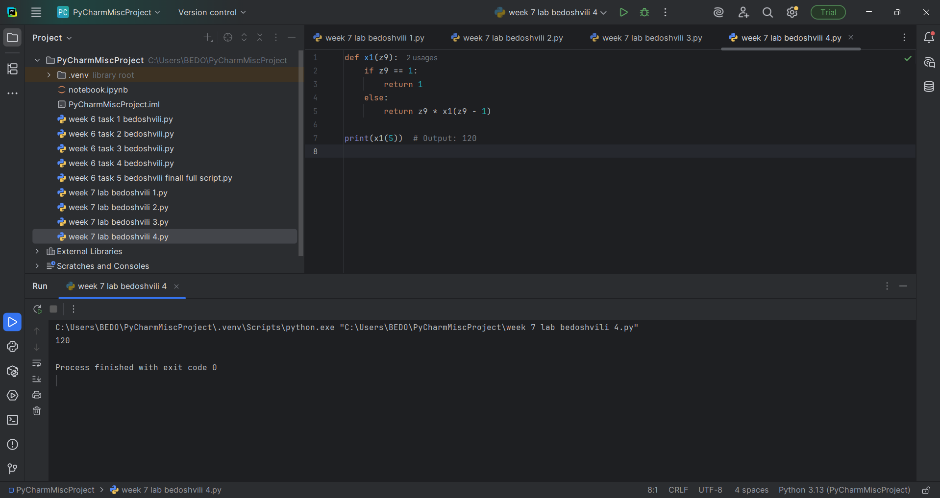 PC PyCharmMiscProject Version control week 7 lab bedoshvili 4 Trial
Project
week 7 lab bedoshvili 1.py week 7 lab bedoshvili 2.py week 7 lab bedoshvili 3.py week 7 lab bedoshvili 4.py
PyCharmMiscProject C:\Users\BEDO\PyCharmMiscProject
.venv library root
notebook.ipynb
PyCharmMiscProject.iml
week 6 task 1 bedoshvili.py
week 6 task 2 bedoshvili.py
week 6 task 3 bedoshvili.py
week 6 task 4 bedoshvili.py
week 6 task 5 bedoshvili finall full script.py
week 7 lab bedoshvili 1.py
week 7 lab bedoshvili 2.py
week 7 lab bedoshvili 3.py
week 7 lab bedoshvili 4.py
External Libraries
Scratches and Consoles
1 def x1(z9): 2 usages
2 if z9 == 1:
3 return 1
4 else:
5 return z9 * x1(z9 - 1)
6
7 print(x1(5)) # Output: 120
8
Run week 7 lab bedoshvili 4
C:\Users\BEDO\PyCharmMiscProject\.venv\Scripts\python.exe "C:\Users\BEDO\PyCharmMiscProject\week 7 lab bedoshvili 4.py"
120
Process finished with exit code 0
PyCharmMiscProject week 7 lab bedoshvili 4.py 8:1 CRLF UTF-8 4 spaces Python 3.13 (PyCharmMiscProject)